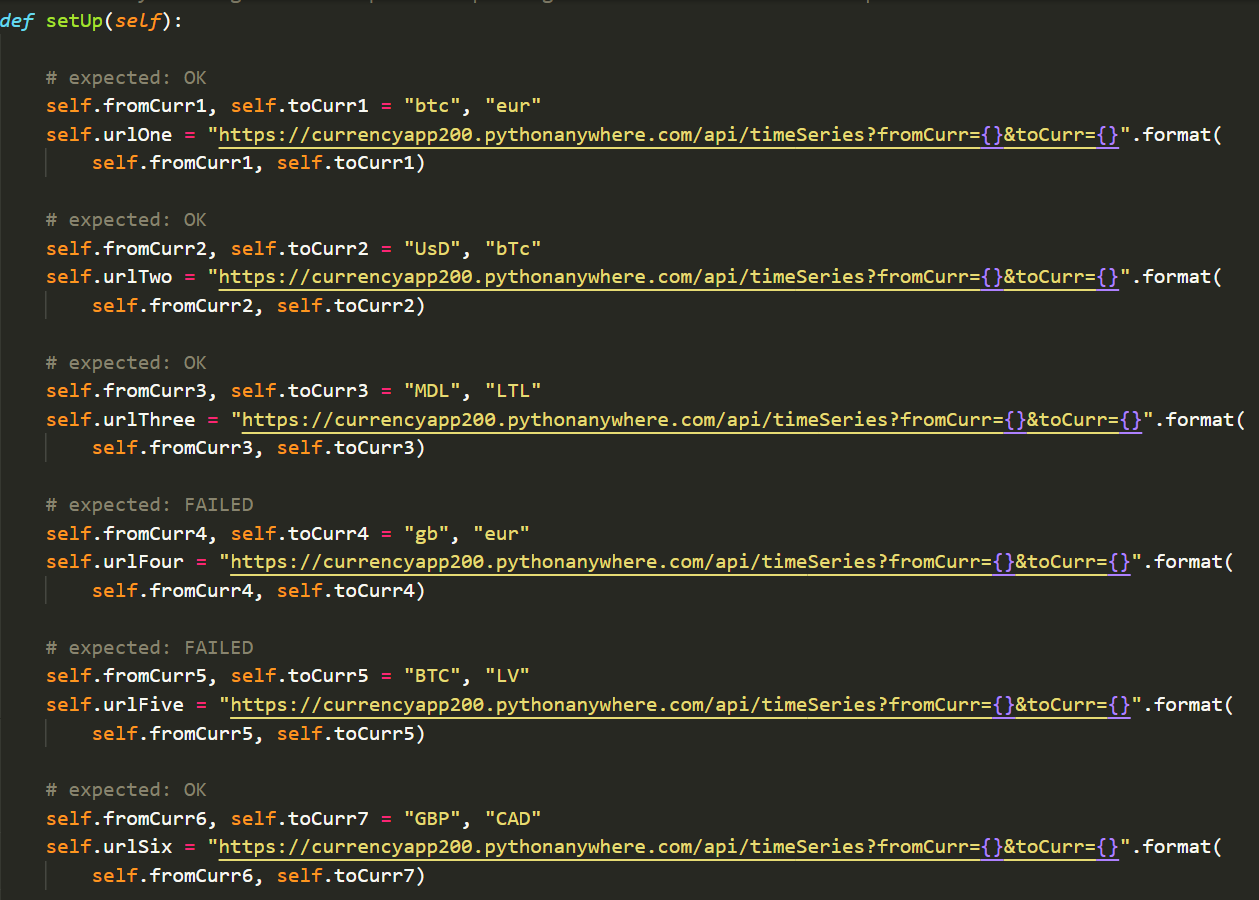 def setUp(self):
# expected: OK
self.fromCurr1, self.toCurr1 = "btc", "eur"
self.urlOne = "https://currencyapp200.pythonanywhere.com/api/timeSeries?fromCurr={}&toCurr={}".format(
self.fromCurr1, self.toCurr1)
# expected: OK
self.fromCurr2, self.toCurr2 = "UsD", "bTc"
self.urlTwo = "https://currencyapp200.pythonanywhere.com/api/timeSeries?fromCurr={}&toCurr={}".format(
self.fromCurr2, self.toCurr2)
# expected: OK
self.fromCurr3, self.toCurr3 = "MDL", "LTL"
self.urlThree = "https://currencyapp200.pythonanywhere.com/api/timeSeries?fromCurr={}&toCurr={}".format(
self.fromCurr3, self.toCurr3)
# expected: FAILED
self.fromCurr4, self.toCurr4 = "gb", "eur"
self.urlFour = "https://currencyapp200.pythonanywhere.com/api/timeSeries?fromCurr={}&toCurr={}".format(
self.fromCurr4, self.toCurr4)
# expected: FAILED
self.fromCurr5, self.toCurr5 = "BTC", "LV"
self.urlFive = "https://currencyapp200.pythonanywhere.com/api/timeSeries?fromCurr={}&toCurr={}".format(
self.fromCurr5, self.toCurr5)
# expected: OK
self.fromCurr6, self.toCurr7 = "GBP", "CAD"
self.urlSix = "https://currencyapp200.pythonanywhere.com/api/timeSeries?fromCurr={}&toCurr={}".format(
self.fromCurr6, self.toCurr7)